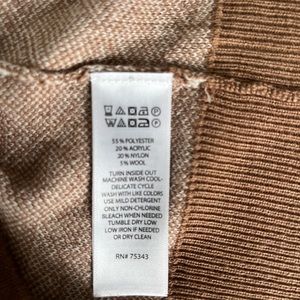 55% POLYESTER
20% ACRYLIC
20% NYLON
5% WOOL
TURN INSIDE OUT
MACHINE WASH COOL-
DELICATE CYCLE
WASH WITH LIKE COLORS
USE MILD DETERGENT
ONLY NON-CHLORINE
BLEACH WHEN NEEDED
TUMBLE DRY LOW
LOW IRON IF NEEDED
OR DRY CLEAN
RN# 75343